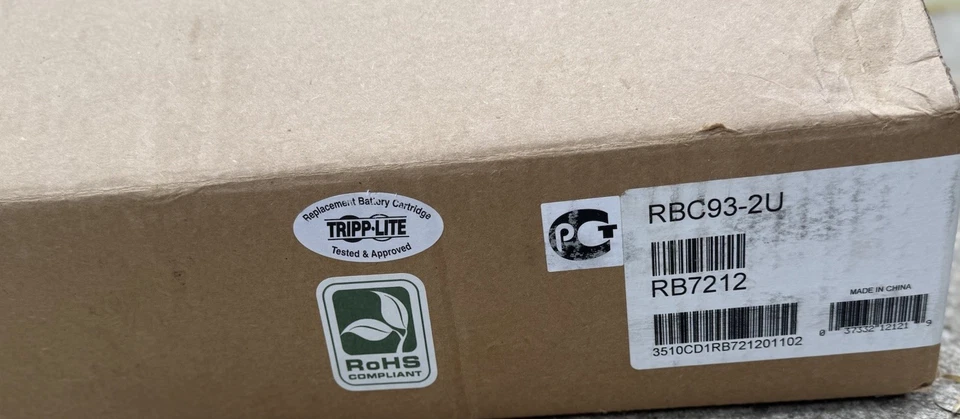 Replacement Battery Cartridge
TRIPP·LITE
Tested & Approved
RoHS
COMPLIANT
PCT
RBC93-2U
RB7212
3510CD1RB721201102
MADE IN CHINA
0 37332 12121 9